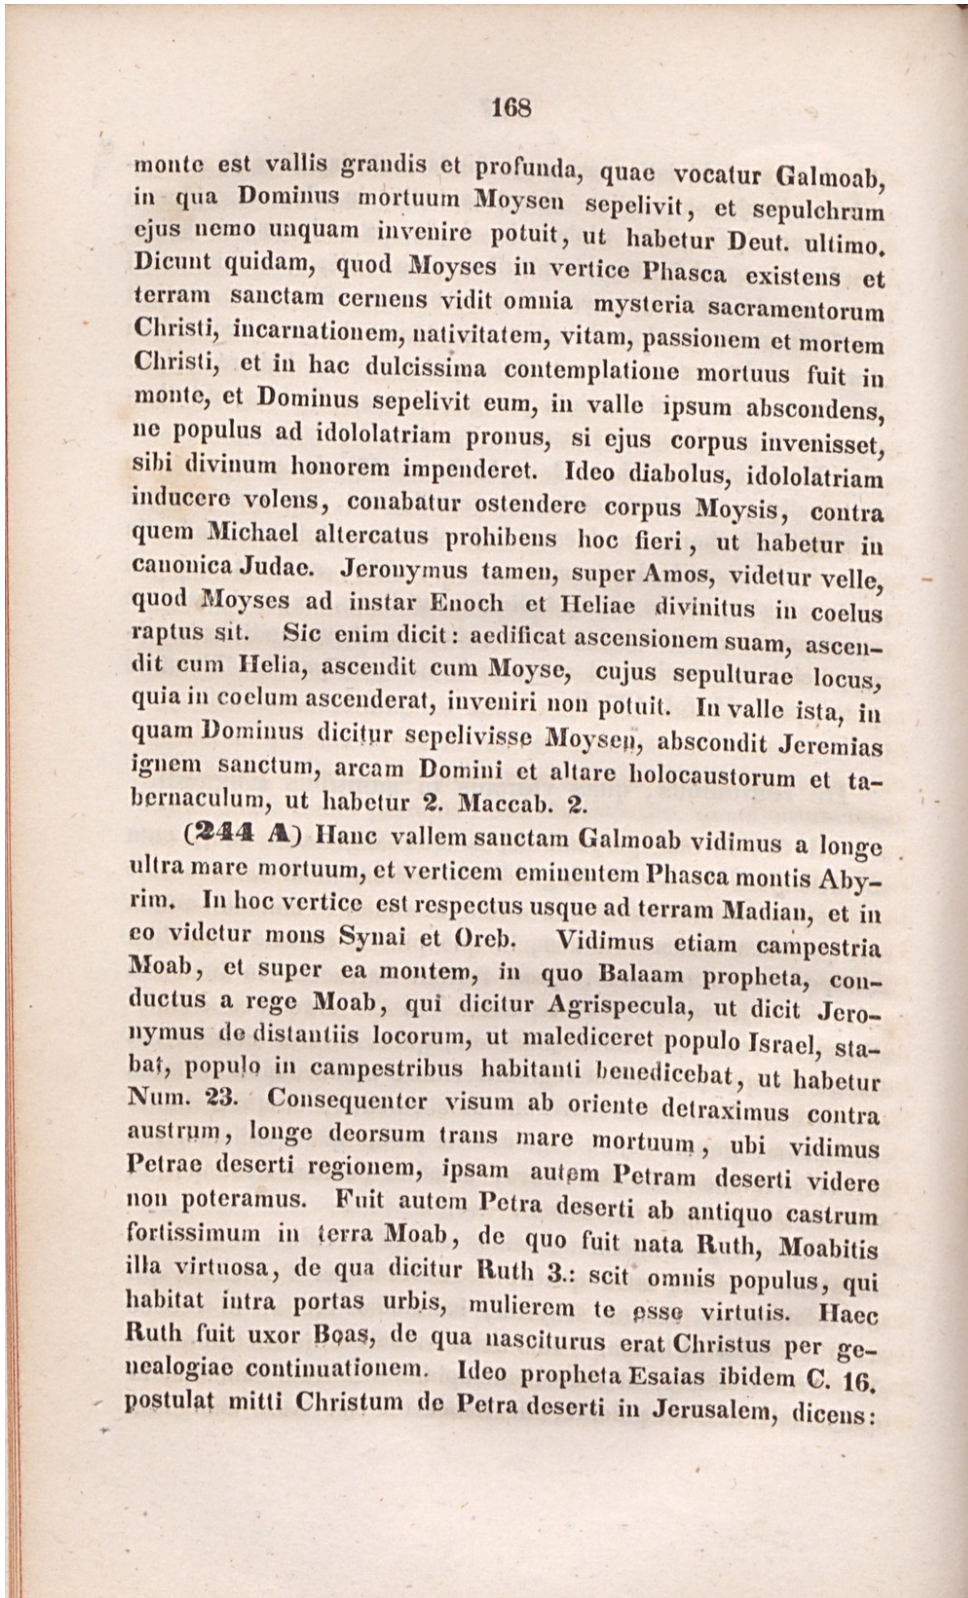 168
monte est vallis grandis et profunda, quae vocatur Galmoab,
in qua Dominus mortuum Moysen sepelivit, et sepulchrum
ejus nemo unquam invenire potuit, ut habetur Deut. ultimo.
Dicunt quidam, quod Moyses in vertice Phasca existens et
terram sanctam cernens vidit omnia mysteria sacramentorum
Christi, incarnationem, nativitatem, vitam, passionem et mortem
Christi, et in hac dulcissima contemplatione mortuus fuit in
monte, et Dominus sepelivit eum, in valle ipsum abscondens,
ne populus ad idololatriam pronus, si ejus corpus invenisset,
sibi divinum honorem impenderet. Ideo diabolus, idololatriam
inducere volens, conabatur ostendere corpus Moysis, contra
quem Michael altercatus prohibens hoc fieri, ut habetur in
canonica Judae. Jeronymus tamen, super Amos, videtur velle,
quod Moyses ad instar Enoch et Heliae divinitus in coelus
raptus sit. Sic enim dicit: aedificat ascensionem suam, ascen-
dit cum Helia, ascendit cum Moyse, cujus sepulturae locus,
quia in coelum ascenderat, inveniri non potuit. In valle ista, in
quam Dominus dicitur sepelivisse Moysen, abscondit Jeremias
ignem sanctum, arcam Domini et altare holocaustorum et ta-
bernaculum, ut habetur 2. Maccab. 2.
(244 A) Hanc vallem sanctam Galmoab vidimus a longe
ultra mare mortuum, et verticem eminentem Phasca montis Aby-
rim. In hoc vertice est respectus usque ad terram Madian, et in
eo videtur mons Synai et Oreb. Vidimus etiam campestria
Moab, et super ea montem, in quo Balaam propheta, con-
ductus a rege Moab, qui dicitur Agrispecula, ut dicit Jero-
nymus de distantiis locorum, ut malediceret populo Israel, sta-
bat, populo in campestribus habitanti benedicebat, ut habetur
Num. 23. Consequenter visum ab oriente detraximus contra
austrum, longe deorsum trans mare mortuum, ubi vidimus
Petrae deserti regionem, ipsam autem Petram deserti videre
non poteramus. Fuit autem Petra deserti ab antiquo castrum
fortissimum in terra Moab, de quo fuit nata Ruth, Moabitis
illa virtuosa, de qua dicitur Ruth 3.: scit omnis populus, qui
habitat intra portas urbis, mulierem te esse virtutis. Haec
Ruth fuit uxor Boas, de qua nasciturus erat Christus per ge-
nealogiae continuationem. Ideo propheta Esaias ibidem C. 16.
postulat mitti Christum de Petra deserti in Jerusalem, dicens: